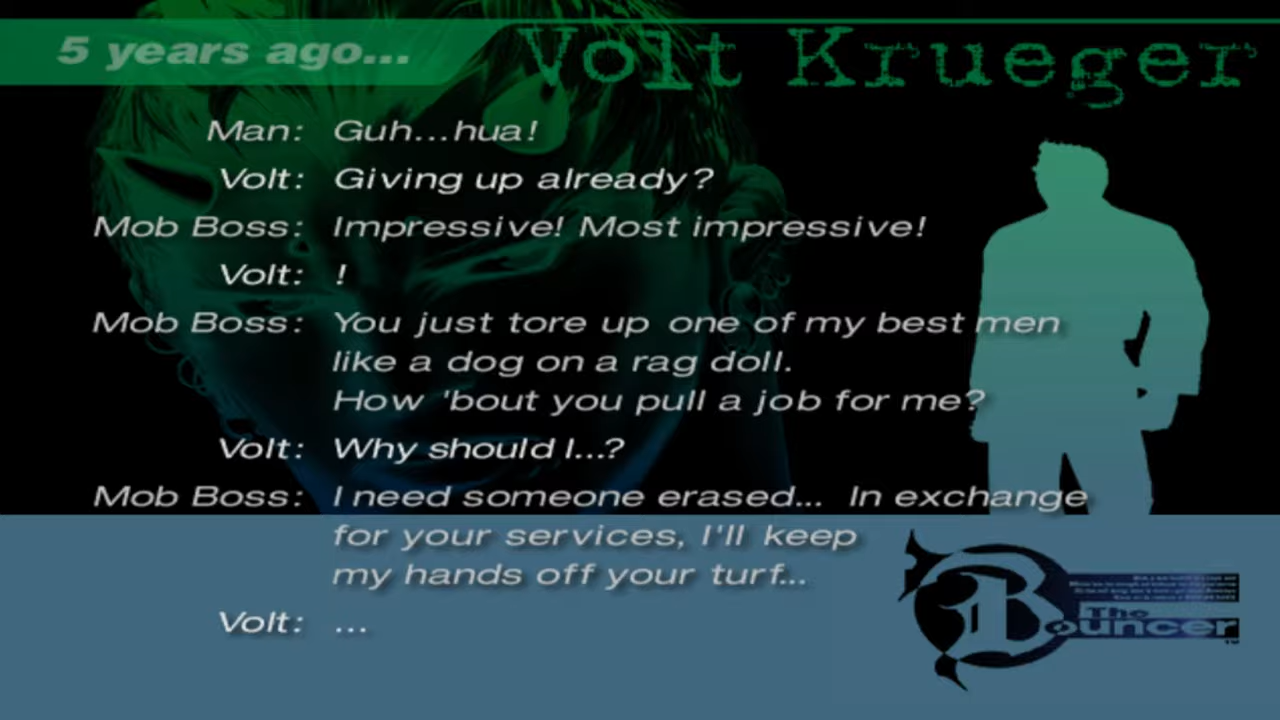 5 years ago...
Volt Krueger
Man: Guh...hua!
Volt: Giving up already?
Mob Boss: Impressive! Most impressive!
Volt: !
Mob Boss: You just tore up one of my best men
like a dog on a rag doll.
How 'bout you pull a job for me?
Volt: Why should I...?
Mob Boss: I need someone erased... In exchange
for your services, I'll keep
my hands off your turf...
Volt: ...
The
Bouncer
TM